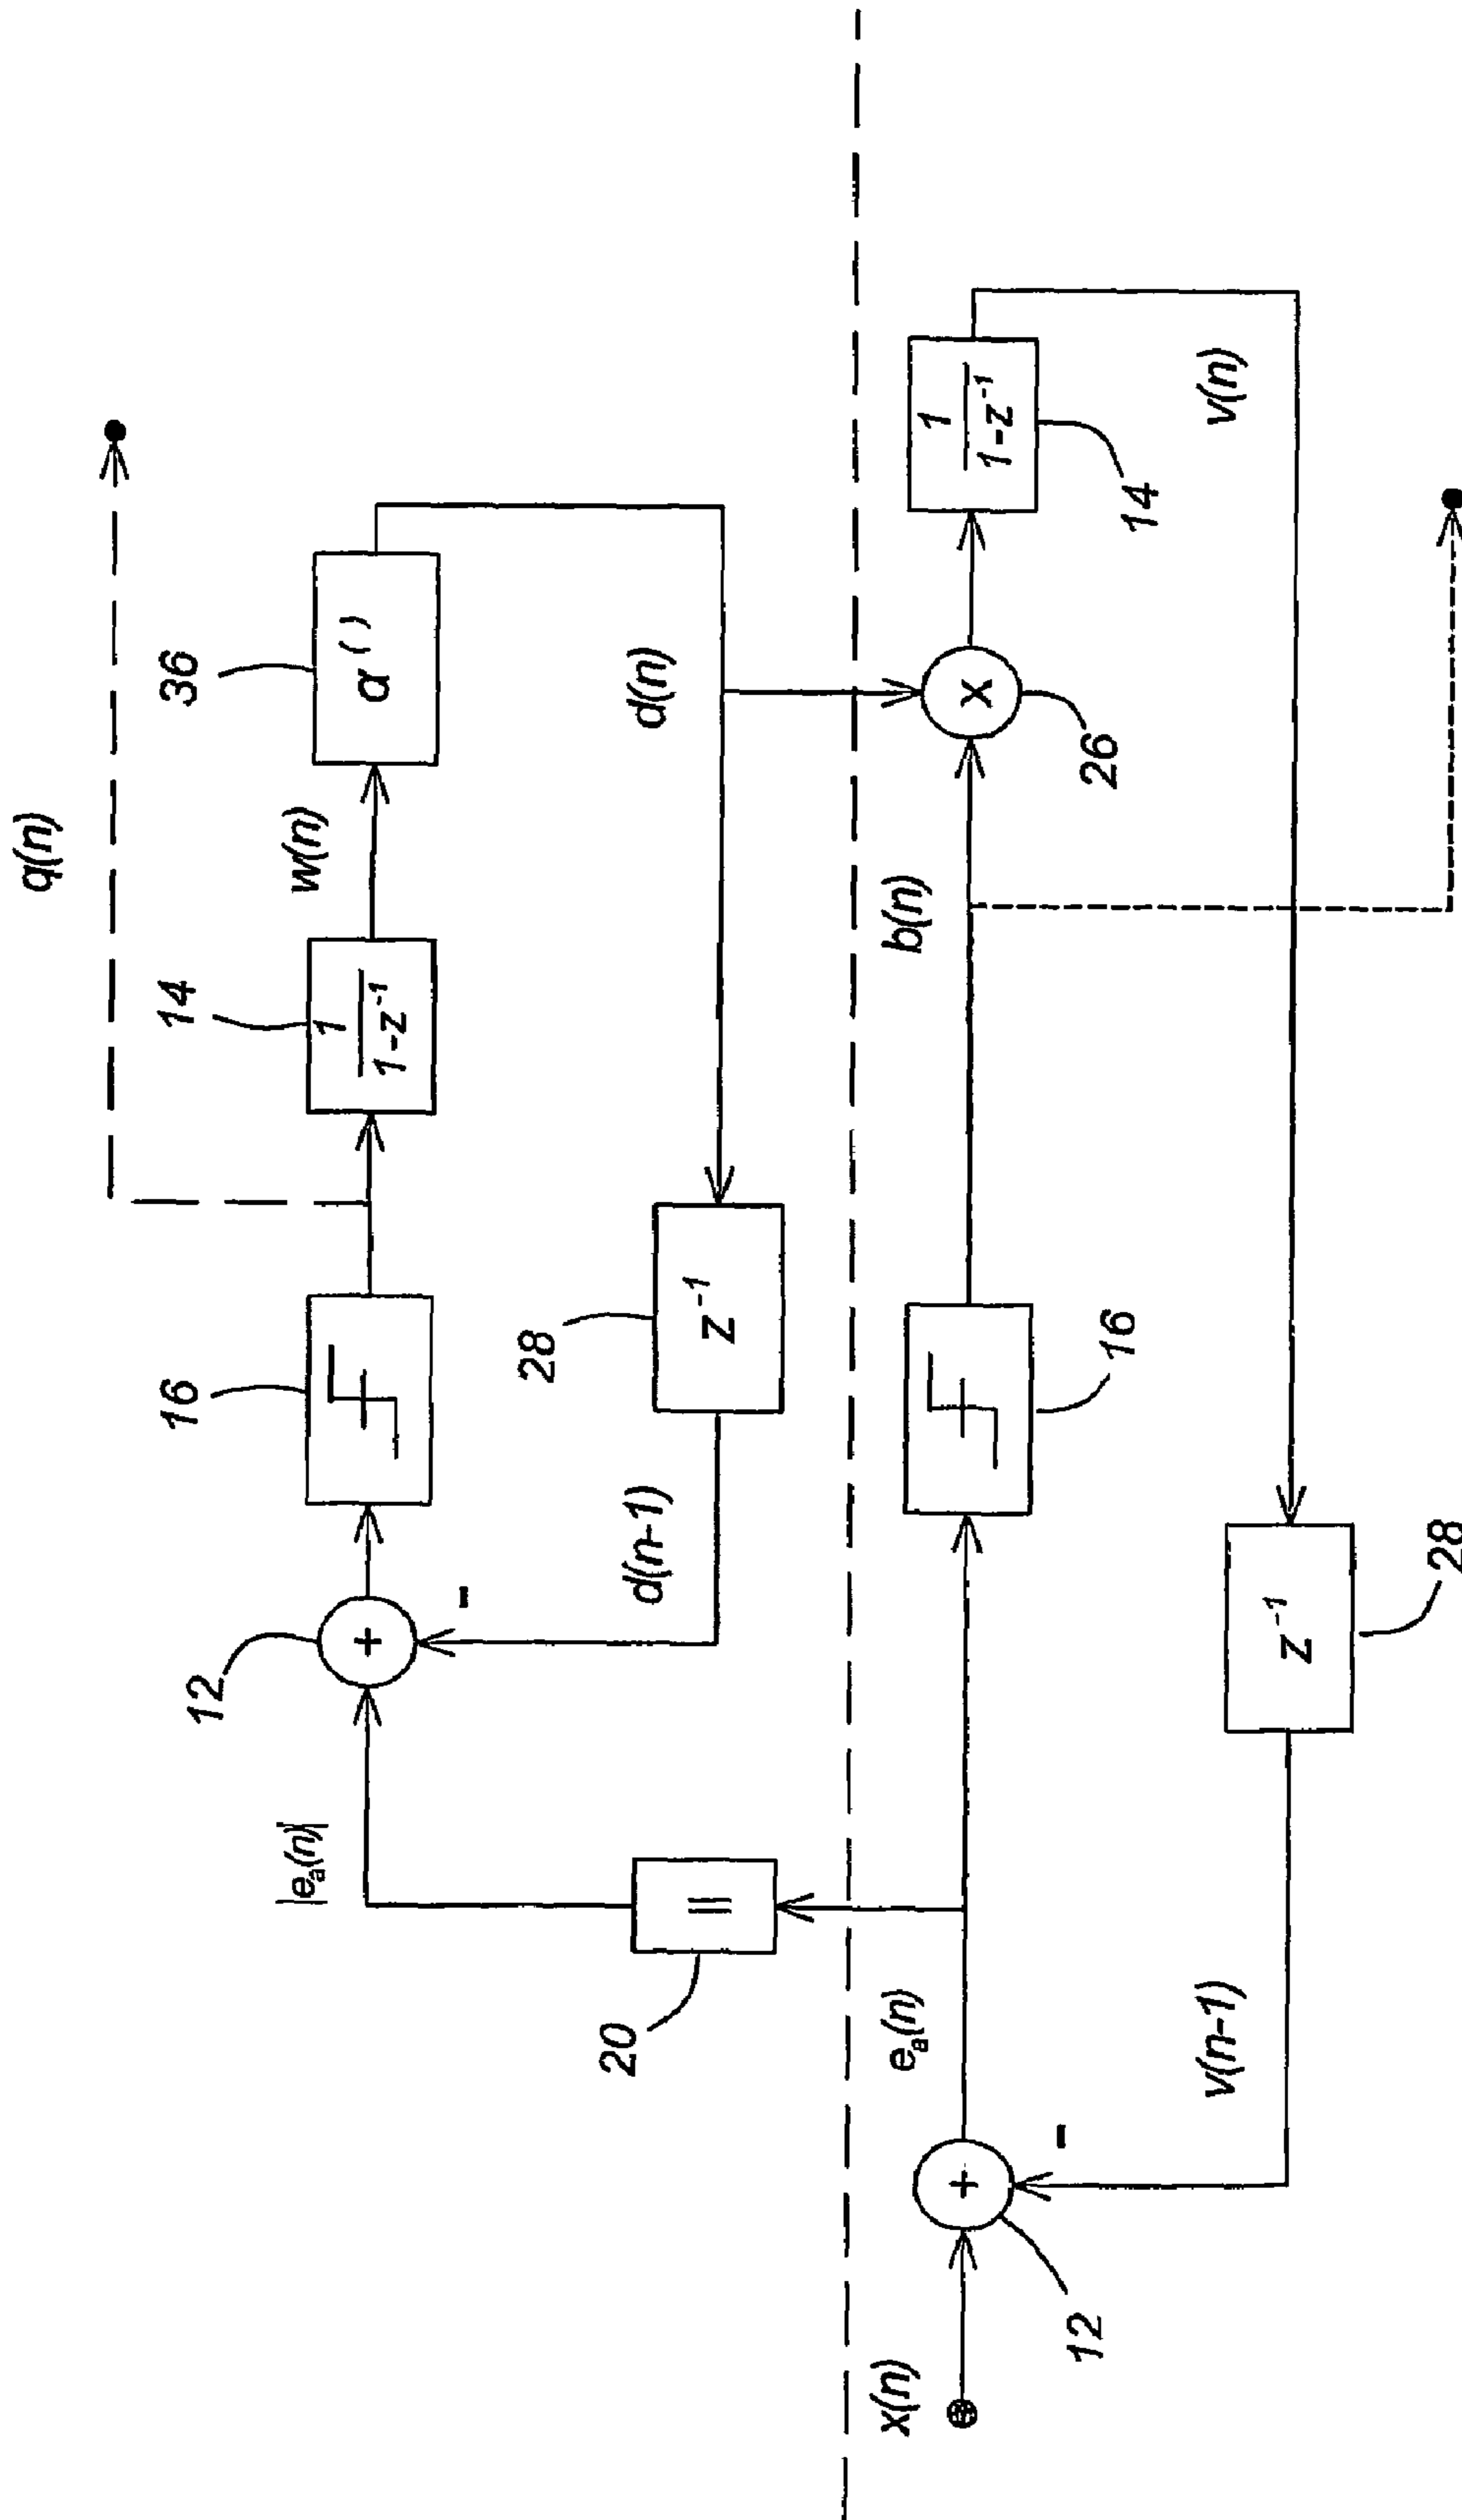 q(n)
16
14
36
1
1-z⁻¹
w(n)
α⁽ ⁾
12
+
-
|eₐ(n)|
28
z⁻¹
d(n-1)
d(n)
20
||
x(n)
+
12
-
eₐ(n)
16
b(n)
x
26
1
1-z⁻¹
14
v(n-1)
z⁻¹
28
v(n)